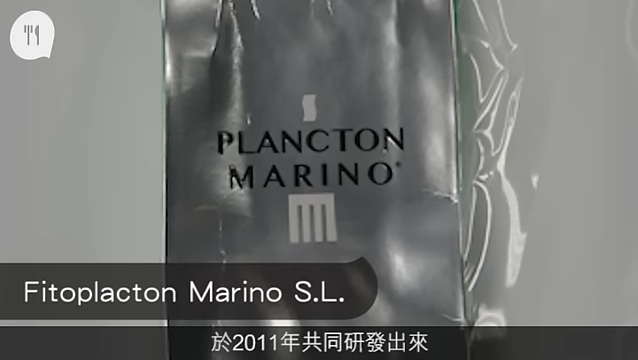 PLANCTON
MARINO®
Fitoplacton Marino S.L.
於2011年共同研發出來